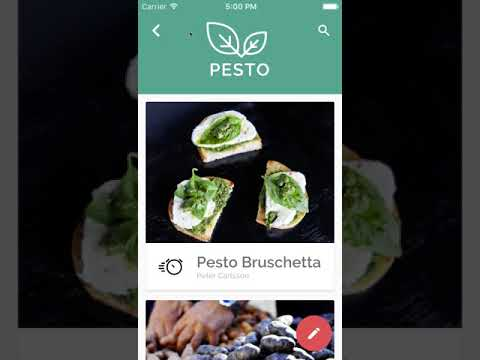 Carrier
5:00 PM
PESTO
Pesto Bruschetta
Peter Carlsson